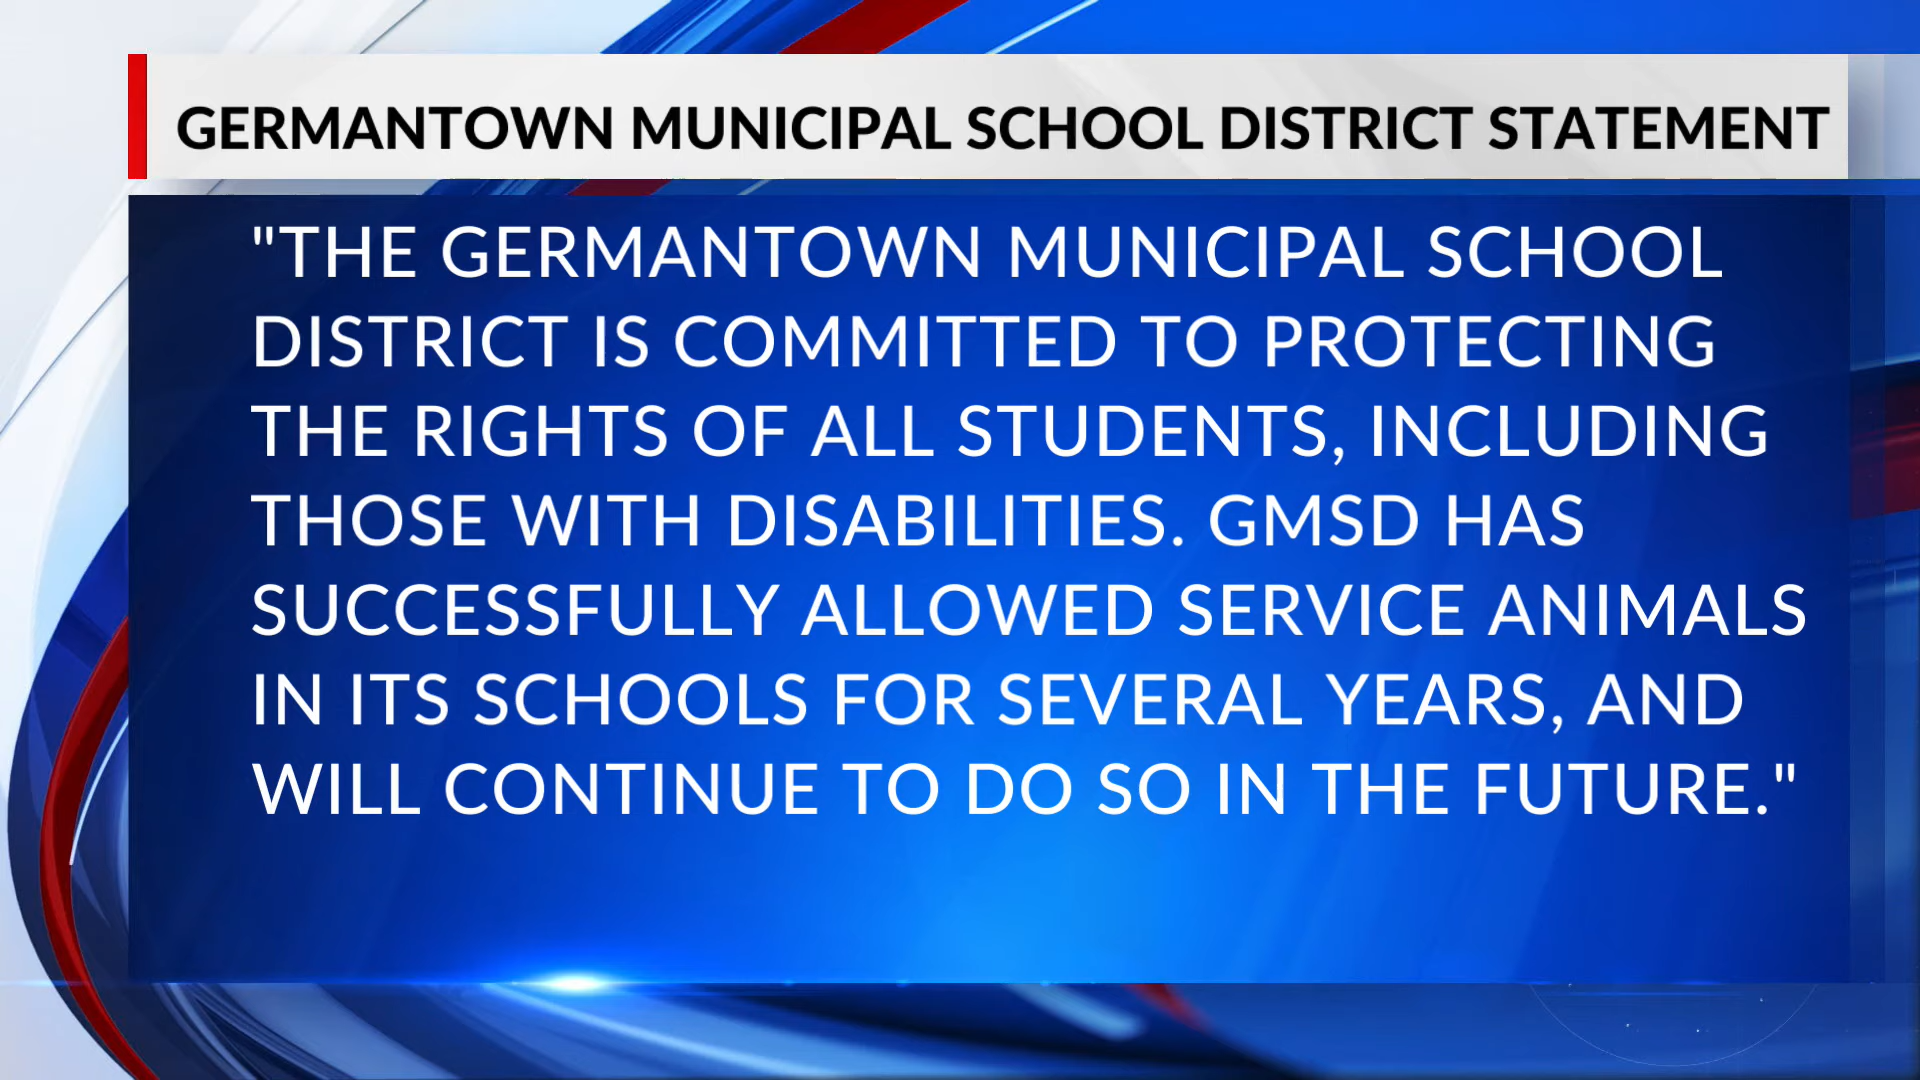 GERMANTOWN MUNICIPAL SCHOOL DISTRICT STATEMENT
"THE GERMANTOWN MUNICIPAL SCHOOL
DISTRICT IS COMMITTED TO PROTECTING
THE RIGHTS OF ALL STUDENTS, INCLUDING
THOSE WITH DISABILITIES. GMSD HAS
SUCCESSFULLY ALLOWED SERVICE ANIMALS
IN ITS SCHOOLS FOR SEVERAL YEARS, AND
WILL CONTINUE TO DO SO IN THE FUTURE."